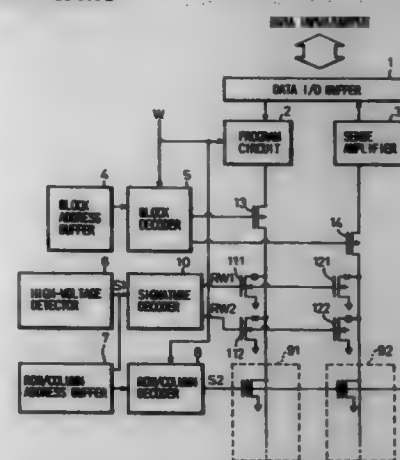 DATA INPUT/OUTPUT
1
DATA I/O BUFFER
2
3
W
PROGRAM
CIRCUIT
SENSE
AMPLIFIER
4
5
13
BLOCK
ADDRESS
BUFFER
BLOCK
DECODER
14
6
10
111
121
HIGH-VOLTAGE
DETECTOR
S1
SIGNATURE
DECODER
RW1
RW2
122
7
8
112
91
92
ROW/COLUMN
ADDRESS BUFFER
ROW/COLUMN
DECODER
S2